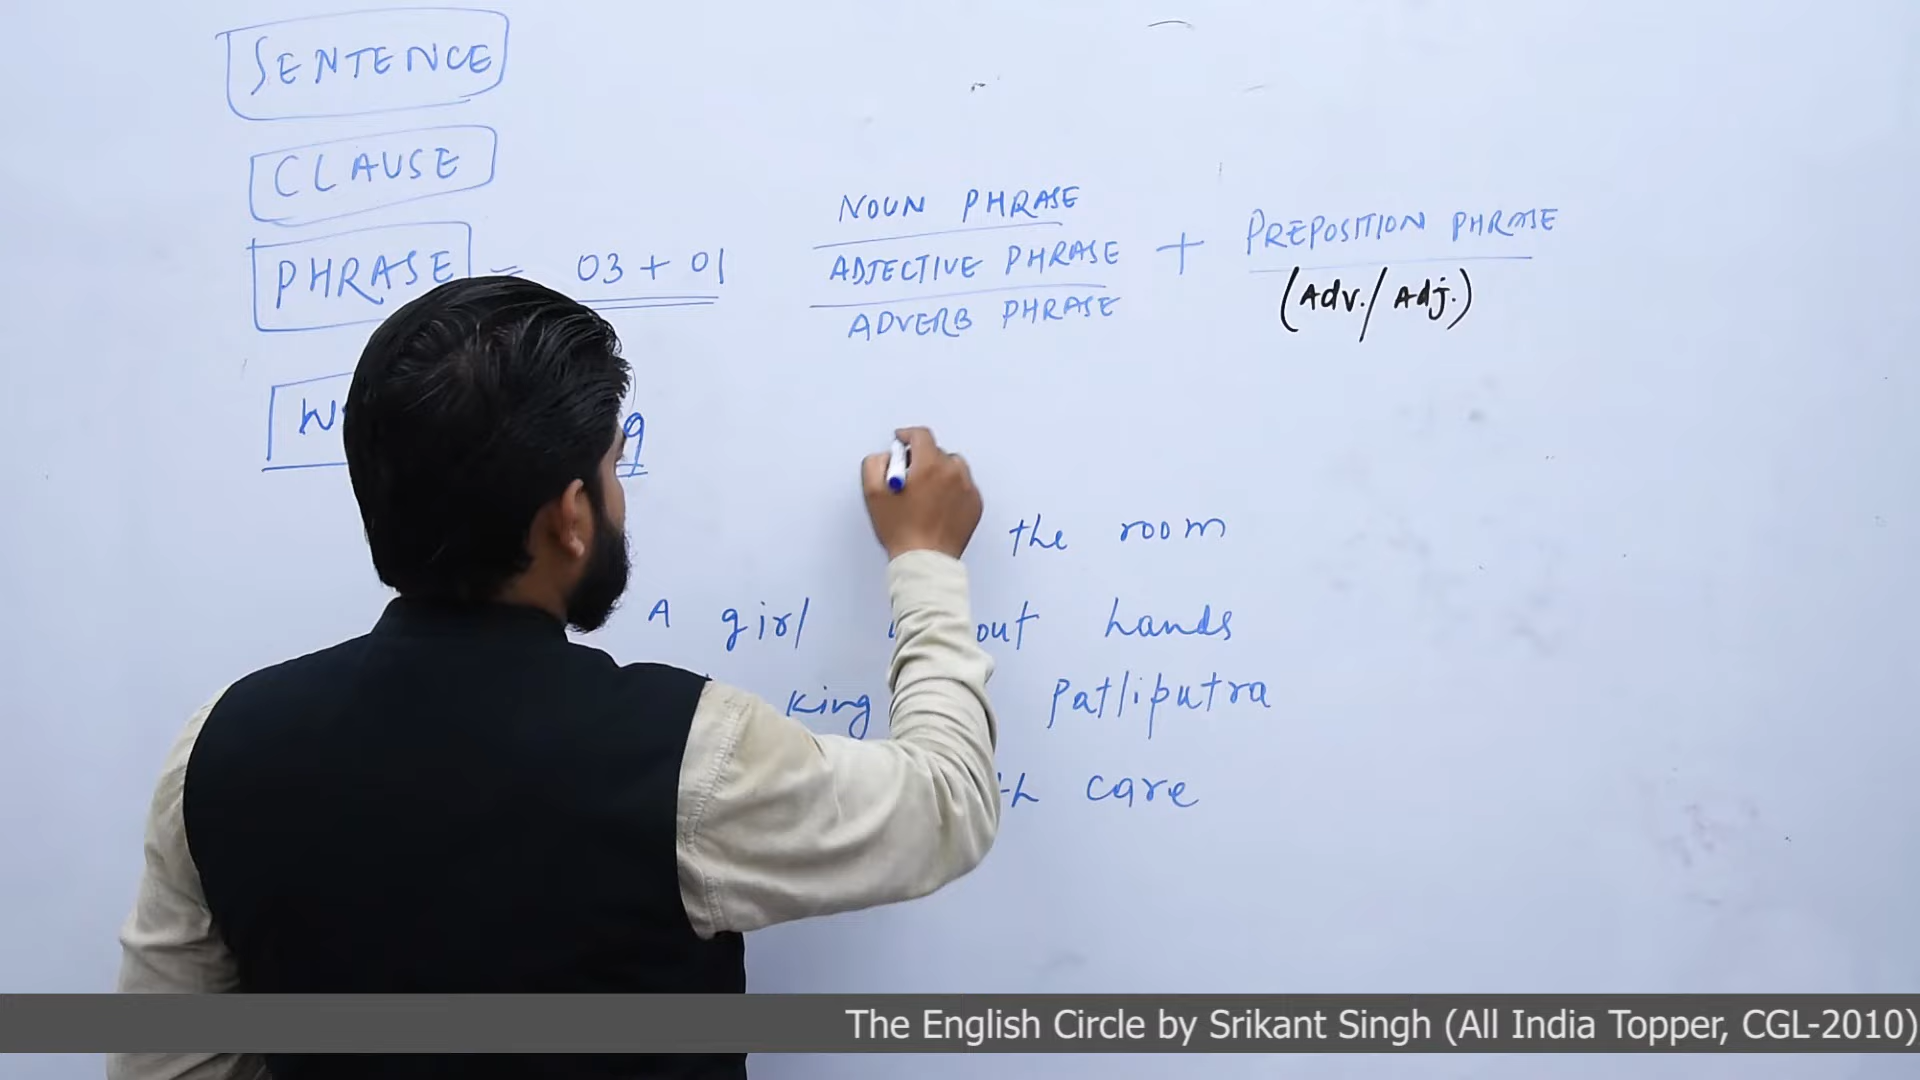 SENTENCE
CLAUSE
NOUN PHRASE
PHRASE = 03 + 01 ADJECTIVE PHRASE + PREPOSITION PHRASE
ADVERB PHRASE (Adv./Adj.)
the room
A girl hands
King Patliputra
care
The English Circle by Srikant Singh (All India Topper, CGL-2010)